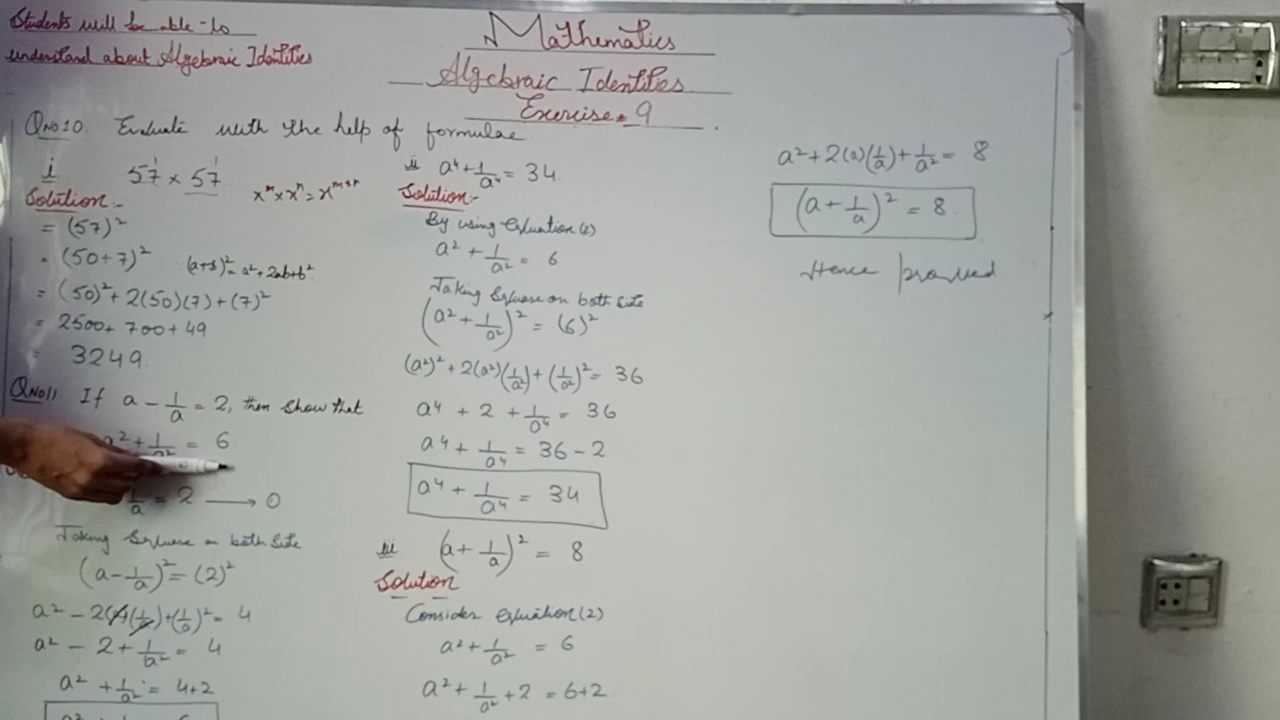 Students will be able to
understand about Algebraic Identities
Mathematics
Algebraic Identities
Exercise 9
Q No 10 Evaluate with the help of formulae
i 57 × 57
x^m × x^n = x^m+n
Solution:-
= (57)²
= (50+7)²
(a+b)² = a²+2ab+b²
= (50)² + 2(50)(7) + (7)²
= 2500 + 700 + 49
= 3249
Q No 11 If a - 1/a = 2, then show that
a² + 1/a² = 6
1/a = 2 → 0
Taking Square on both side
(a - 1/a)² = (2)²
a² - 2(a)(1/a) + (1/a)² = 4
a² - 2 + 1/a² = 4
a² + 1/a² = 4+2
ii a⁴ + 1/a⁴ = 34
Solution:-
By using Equation (2)
a² + 1/a² = 6
Taking Square on both side
(a² + 1/a²)² = (6)²
(a²)² + 2(a²)(1/a²) + (1/a²)² = 36
a⁴ + 2 + 1/a⁴ = 36
a⁴ + 1/a⁴ = 36 - 2
a⁴ + 1/a⁴ = 34
iii (a + 1/a)² = 8
Solution
Consider equation (2)
a² + 1/a² = 6
a² + 1/a² + 2 = 6+2
a² + 2(a)(1/a) + 1/a² = 8
(a + 1/a)² = 8
Hence proved